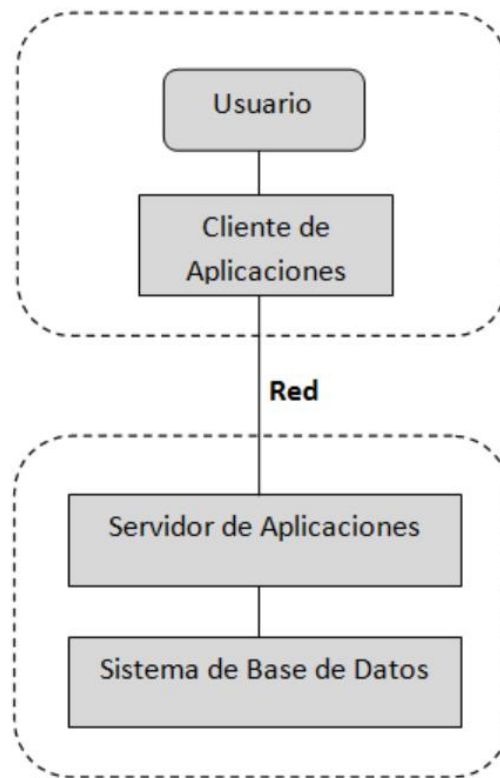 Usuario
Cliente de
Aplicaciones
Red
Servidor de Aplicaciones
Sistema de Base de Datos